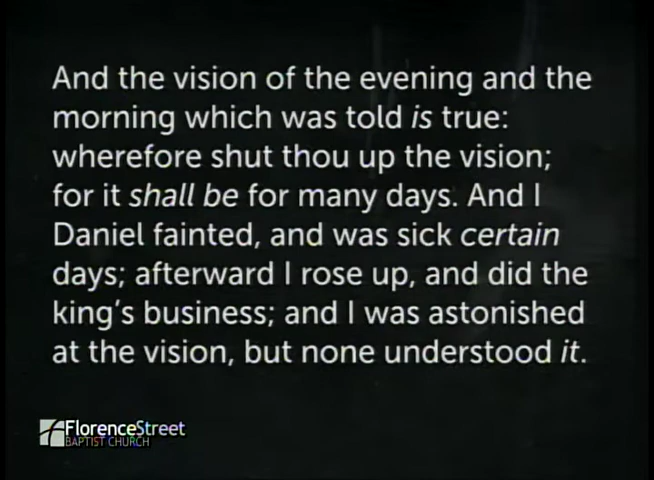 And the vision of the evening and the
morning which was told is true:
wherefore shut thou up the vision;
for it shall be for many days. And I
Daniel fainted, and was sick certain
days; afterward I rose up, and did the
king's business; and I was astonished
at the vision, but none understood it.
FlorenceStreet
BAPTIST CHURCH